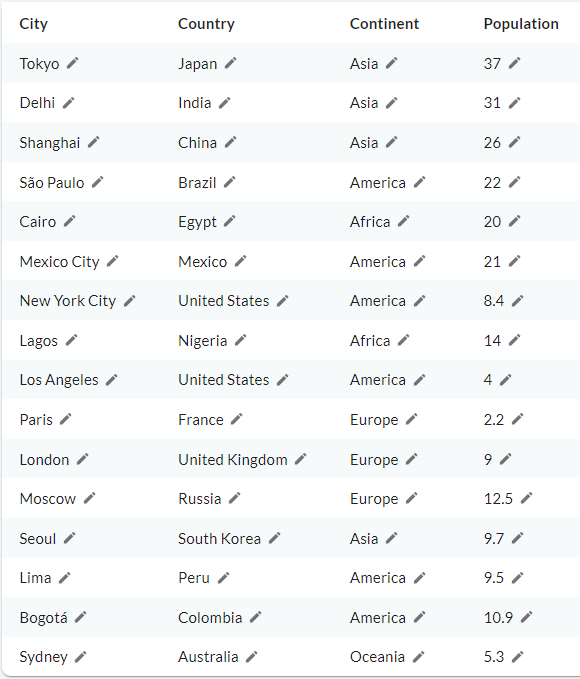 City Country Continent Population
Tokyo Japan Asia 37
Delhi India Asia 31
Shanghai China Asia 26
São Paulo Brazil America 22
Cairo Egypt Africa 20
Mexico City Mexico America 21
New York City United States America 8.4
Lagos Nigeria Africa 14
Los Angeles United States America 4
Paris France Europe 2.2
London United Kingdom Europe 9
Moscow Russia Europe 12.5
Seoul South Korea Asia 9.7
Lima Peru America 9.5
Bogotá Colombia America 10.9
Sydney Australia Oceania 5.3